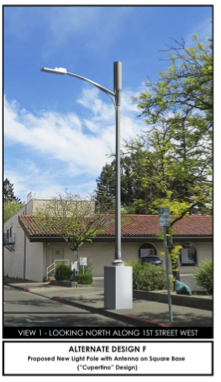 VIEW 1 - LOOKING NORTH ALONG 1ST STREET WEST
ALTERNATE DESIGN F
Proposed New Light Pole with Antenna on Square Base
("Cupertino" Design)